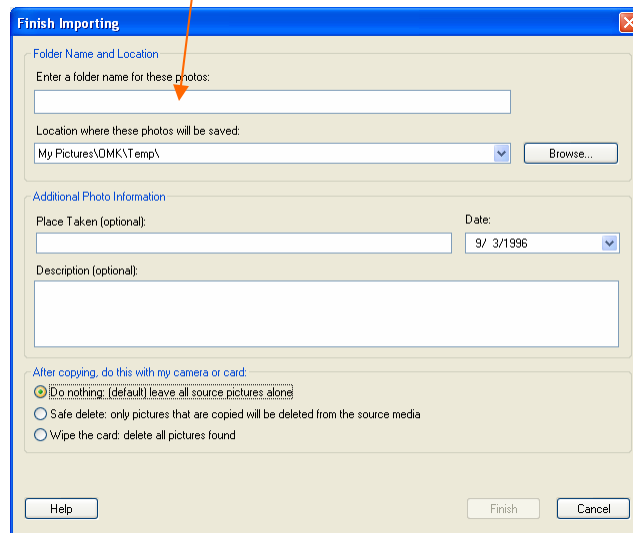 Finish Importing
Folder Name and Location
Enter a folder name for these photos:
Location where these photos will be saved:
My Pictures\OMK\Temp\
Browse...
Additional Photo Information
Place Taken (optional):
Date:
9/ 3/1996
Description (optional):
After copying, do this with my camera or card:
Do nothing: (default) leave all source pictures alone
Safe delete: only pictures that are copied will be deleted from the source media
Wipe the card: delete all pictures found
Help
Finish
Cancel